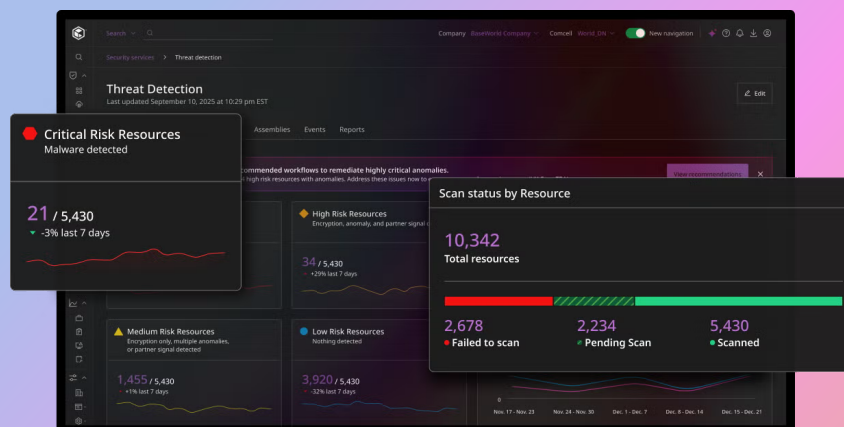 Search
Company BaseWorld Company Comcell World_ON New navigation
Security services > Threat detection
Threat Detection
Last updated September 10, 2025 at 10:29 pm EST
Edit
Critical Risk Resources
Malware detected
21 / 5,430
-3% last 7 days
Assemblies Events Reports
commended workflows to remediate highly critical anomalies.
high risk resources with anomalies. Address these issues now to
View recommendations
High Risk Resources
Encryption, anomaly, and partner signal
34 / 5,430
+29% last 7 days
Scan status by Resource
10,342
Total resources
2,678 2,234 5,430
Failed to scan Pending Scan Scanned
Medium Risk Resources
Encryption only, multiple anomalies,
or partner signal detected
1,455 / 5,430
+1% last 7 days
Low Risk Resources
Nothing detected
3,920 / 5,430
-32% last 7 days
0
Nov. 17 - Nov. 23 Nov. 24 - Nov. 30 Dec. 1 - Dec. 7 Dec. 8 - Dec. 14 Dec. 15 - Dec. 21